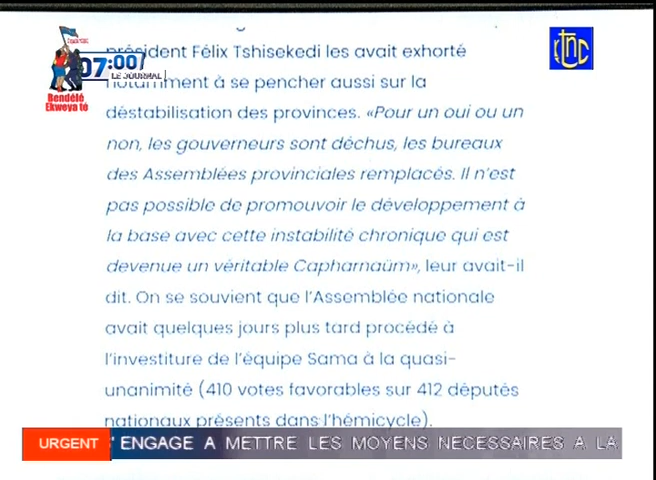 président Félix Tshisekedi les avait exhorté
notamment à se pencher aussi sur la
déstabilisation des provinces. «Pour un oui ou un
non, les gouverneurs sont déchus, les bureaux
des Assemblées provinciales remplacés. Il n'est
pas possible de promouvoir le développement à
la base avec cette instabilité chronique qui est
devenue un véritable Capharnaüm», leur avait-il
dit. On se souvient que l'Assemblée nationale
avait quelques jours plus tard procédé à
l'investiture de l'équipe Sama à la quasi-
unanimité (410 votes favorables sur 412 députés
nationaux présents dans l'hémicycle).
07:00
LE JOURNAL
Rendélé
Ekweya té
rtnc
URGENT
' ENGAGE A METTRE LES MOYENS NECESSAIRES A LA